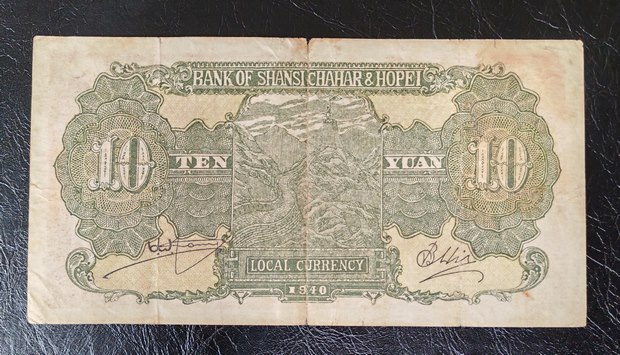 BANK OF SHANSI CHAHAR & HOPEI
10 TEN YUAN 10
LOCAL CURRENCY
1940